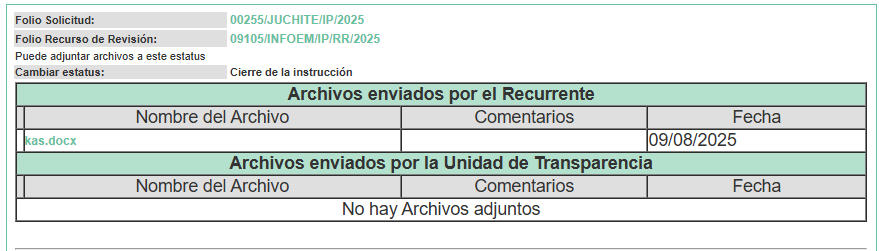 Folio Solicitud: 00255/JUCHITE/IP/2025
Folio Recurso de Revisión: 09105/INFOEM/IP/RR/2025
Puede adjuntar archivos a este estatus
Cambiar estatus: Cierre de la instrucción
Archivos enviados por el Recurrente
Nombre del Archivo Comentarios Fecha
kas.docx 09/08/2025
Archivos enviados por la Unidad de Transparencia
Nombre del Archivo Comentarios Fecha
No hay Archivos adjuntos